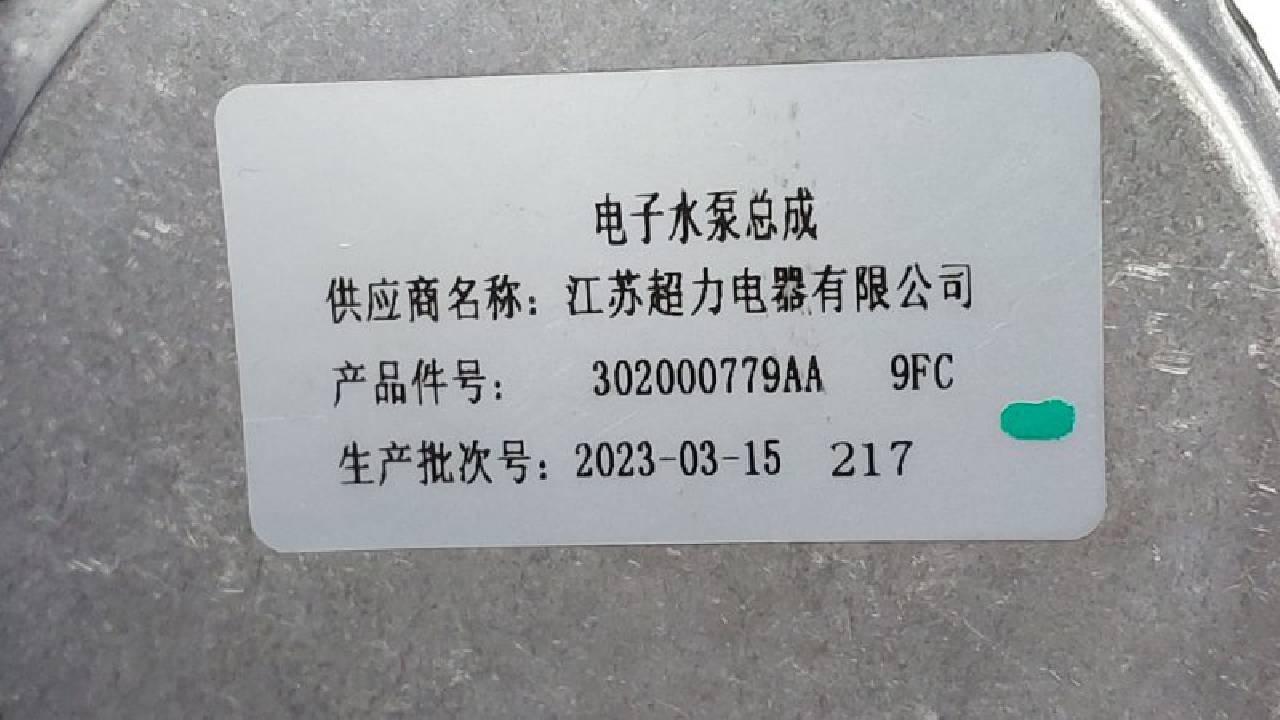 电子水泵总成
供应商名称：江苏超力电器有限公司
产品件号： 302000779AA 9FC
生产批次号：2023-03-15 217